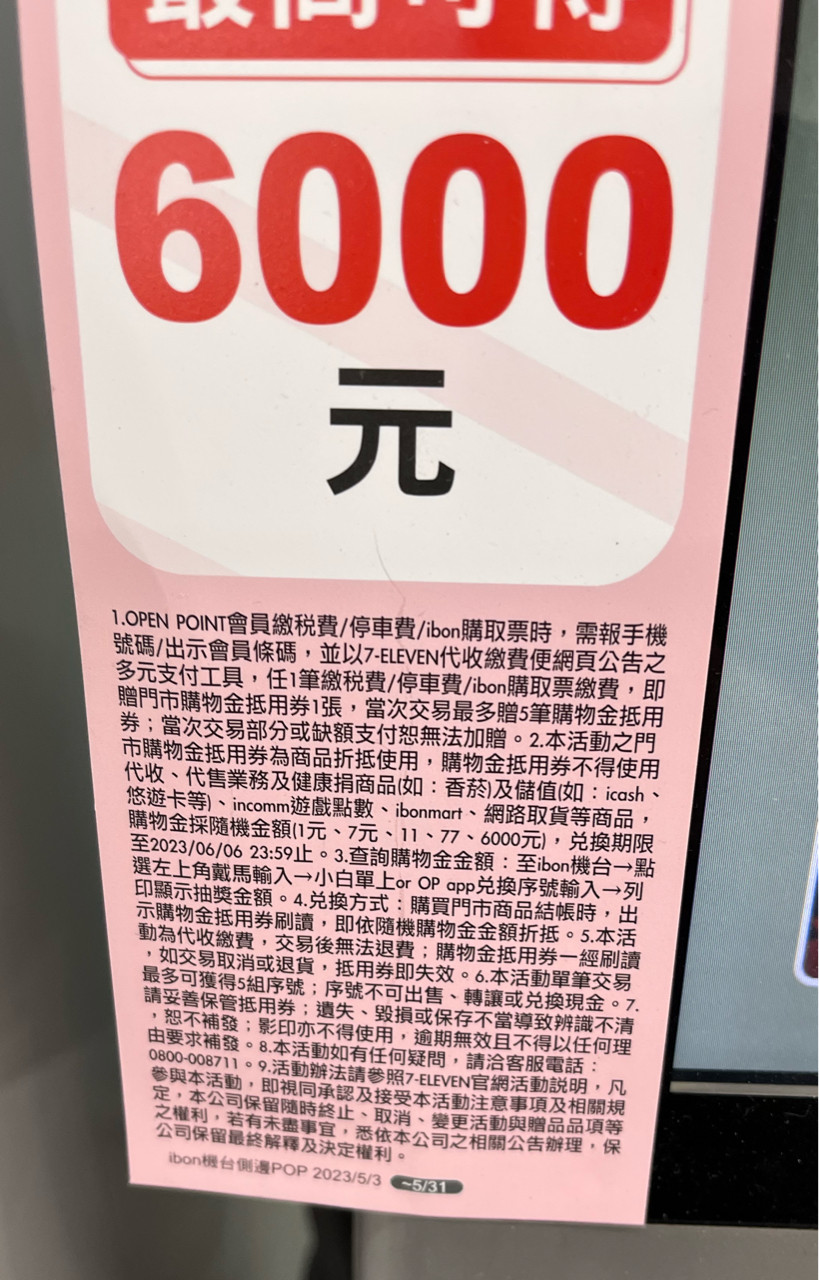 最高可得
6000
元
1.OPEN POINT會員繳税費/停車費/ibon購取票時，需報手機
號碼/出示會員條碼，並以7-ELEVEN代收繳費便網頁公告之
多元支付工具，任1筆繳税費/停車費/ibon購取票繳費，即
贈門市購物金抵用券1張，當次交易最多贈5筆購物金抵用
券；當次交易部分或缺額支付恕無法加贈。2.本活動之門
市購物金抵用券為商品折抵使用，購物金抵用券不得使用
代收、代售業務及健康捐商品(如：香菸)及儲值(如：icash、
悠遊卡等)、incomm遊戲點數、ibonmart、網路取貨等商品，
購物金採隨機金額(1元、7元、11、77、6000元)，兑換期限
至2023/06/06 23:59止。3.查詢購物金金額：至ibon機台→點
選左上角戴馬輸入→小白單上or OP app兑換序號輸入→列
印顯示抽獎金額。4.兑換方式：購買門市商品結帳時，出
示購物金抵用券刷讀，即依隨機購物金金額折抵。5.本活
動為代收繳費，交易後無法退費；購物金抵用券一經刷讀
，如交易取消或退貨，抵用券即失效。6.本活動單筆交易
最多可獲得5組序號；序號不可出售、轉讓或兑換現金。7.
請妥善保管抵用券；遺失、毀損或保存不當導致辨識不清
，恕不補發；影印亦不得使用，逾期無效且不得以任何理
由要求補發。8.本活動如有任何疑問，請洽客服電話：
0800-008711。9.活動辦法請參照7-ELEVEN官網活動説明，凡
參與本活動，即視同承認及接受本活動注意事項及相關規
定，本公司保留隨時終止、取消、變更活動與贈品品項等
之權利，若有未盡事宜，悉依本公司之相關公告辦理，保
公司保留最終解釋及決定權利。
ibon機台側邊POP 2023/5/3 ~5/31